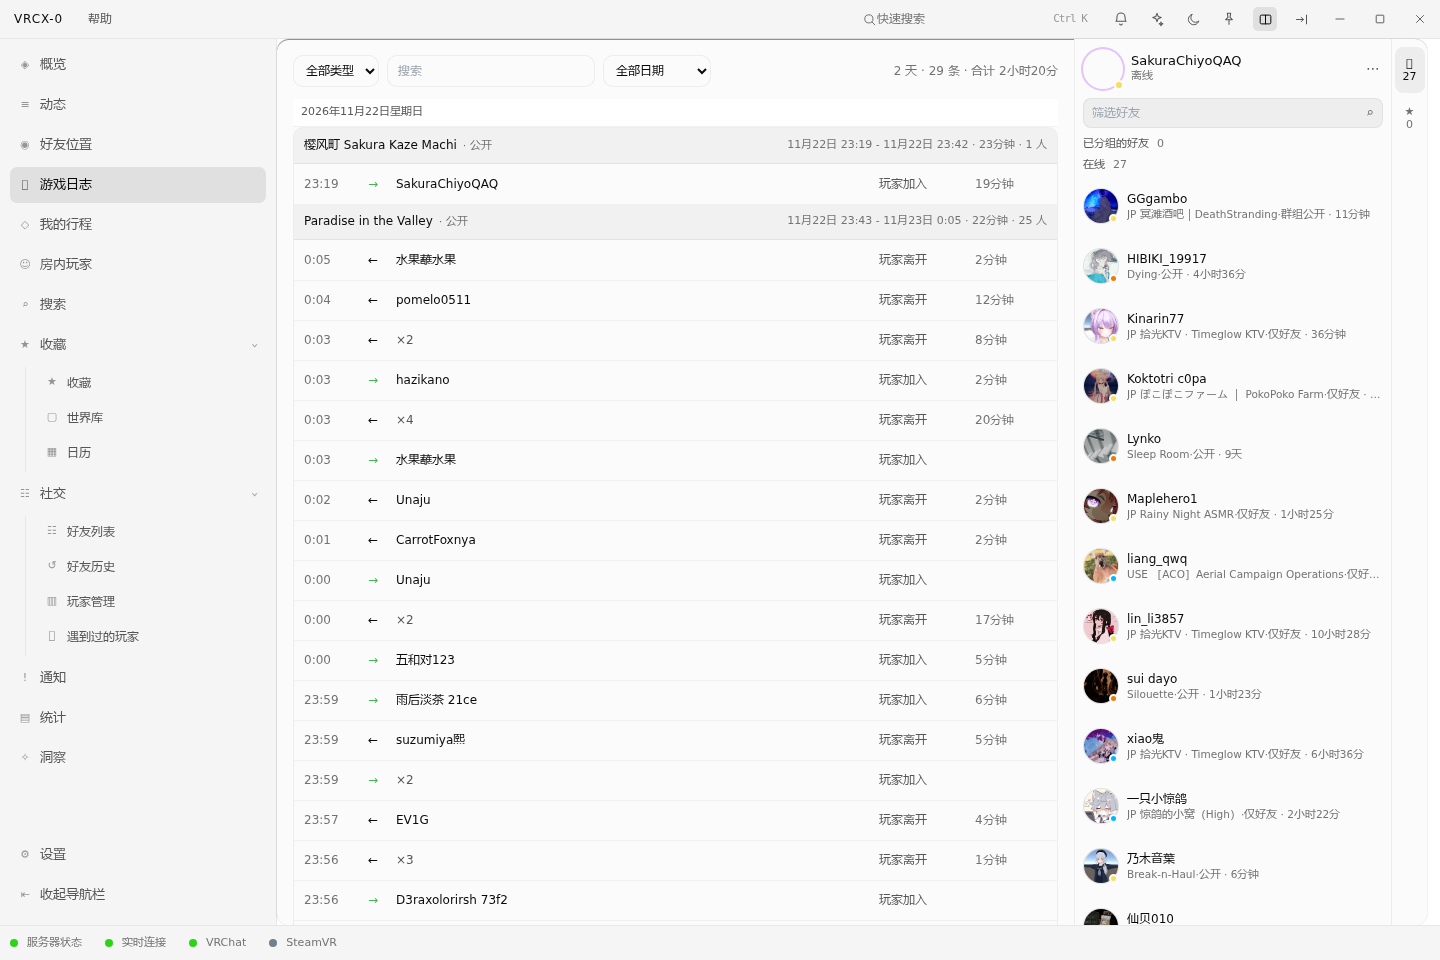 VRCX-0
帮助
快速搜索
Ctrl K
概览
动态
好友位置
游戏日志
我的行程
房内玩家
搜索
收藏
收藏
世界库
日历
社交
好友列表
好友历史
玩家管理
遇到过的玩家
通知
统计
洞察
设置
收起导航栏
全部类型
搜索
全部日期
2 天 · 29 条 · 合计 2小时20分
2026年11月22日星期日
樱风町 Sakura Kaze Machi · 公开 11月22日 23:19 - 11月22日 23:42 · 23分钟 · 1 人
23:19 → SakuraChiyoQAQ 玩家加入 19分钟
Paradise in the Valley · 公开 11月22日 23:43 - 11月23日 0:05 · 22分钟 · 25 人
0:05 ← 水果蘸水果 玩家离开 2分钟
0:04 ← pomelo0511 玩家离开 12分钟
0:03 ← ×2 玩家离开 8分钟
0:03 → hazikano 玩家加入 2分钟
0:03 ← ×4 玩家离开 20分钟
0:03 → 水果蘸水果 玩家加入
0:02 ← Unaju 玩家离开 2分钟
0:01 ← CarrotFoxnya 玩家离开 2分钟
0:00 → Unaju 玩家加入
0:00 ← ×2 玩家离开 17分钟
0:00 → 五和对123 玩家加入 5分钟
23:59 → 雨后淡茶 21ce 玩家加入 6分钟
23:59 ← suzumiya熙 玩家离开 5分钟
23:59 → ×2 玩家加入
23:57 ← EV1G 玩家离开 4分钟
23:56 ← ×3 玩家离开 1分钟
23:56 → D3raxolorirsh 73f2 玩家加入
SakuraChiyoQAQ
离线
筛选好友
已分组的好友 0
在线 27
GGgambo
JP 冥滩酒吧 | DeathStranding·群组公开 · 11分钟
HIBIKI_19917
Dying·公开 · 4小时36分
Kinarin77
JP 拾光KTV · Timeglow KTV·仅好友 · 36分钟
Koktotri c0pa
JP ぽこぽこファーム ｜ PokoPoko Farm·仅好友 · …
Lynko
Sleep Room·公开 · 9天
Maplehero1
JP Rainy Night ASMR·仅好友 · 1小时25分
liang_qwq
USE ［ACO］Aerial Campaign Operations·仅好…
lin_li3857
JP 拾光KTV · Timeglow KTV·仅好友 · 10小时28分
sui dayo
Silouette·公开 · 1小时23分
xiao鬼
JP 拾光KTV · Timeglow KTV·仅好友 · 6小时36分
一只小惊鸽
JP 惊鸽的小窝（High）·仅好友 · 2小时22分
乃木音葉
Break-n-Haul·公开 · 6分钟
仙贝010
27
★
0
服务器状态
实时连接
VRChat
SteamVR